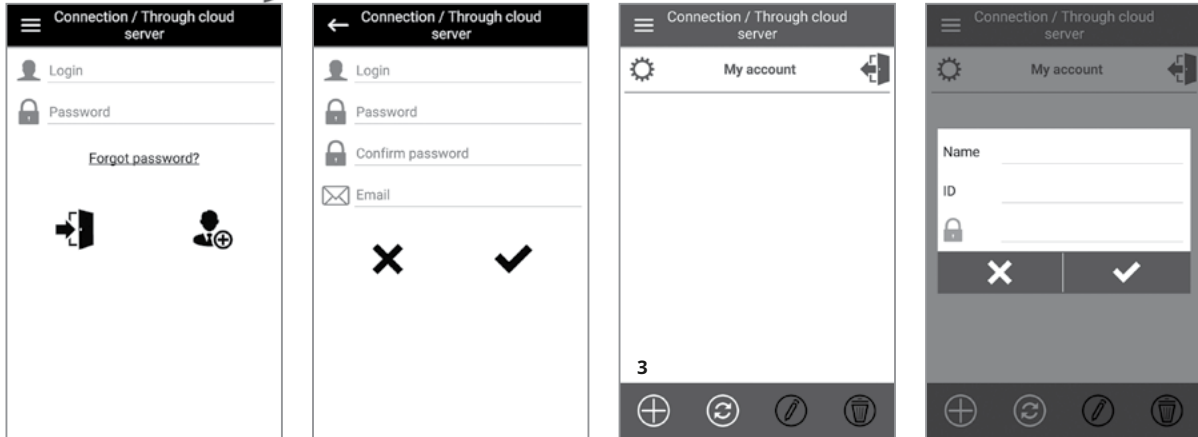 Connection / Through cloud
server
Login
Password
Forgot password?
Connection / Through cloud
server
Login
Password
Confirm password
Email
Connection / Through cloud
server
My account
3
Connection / Through cloud
server
My account
Name
ID